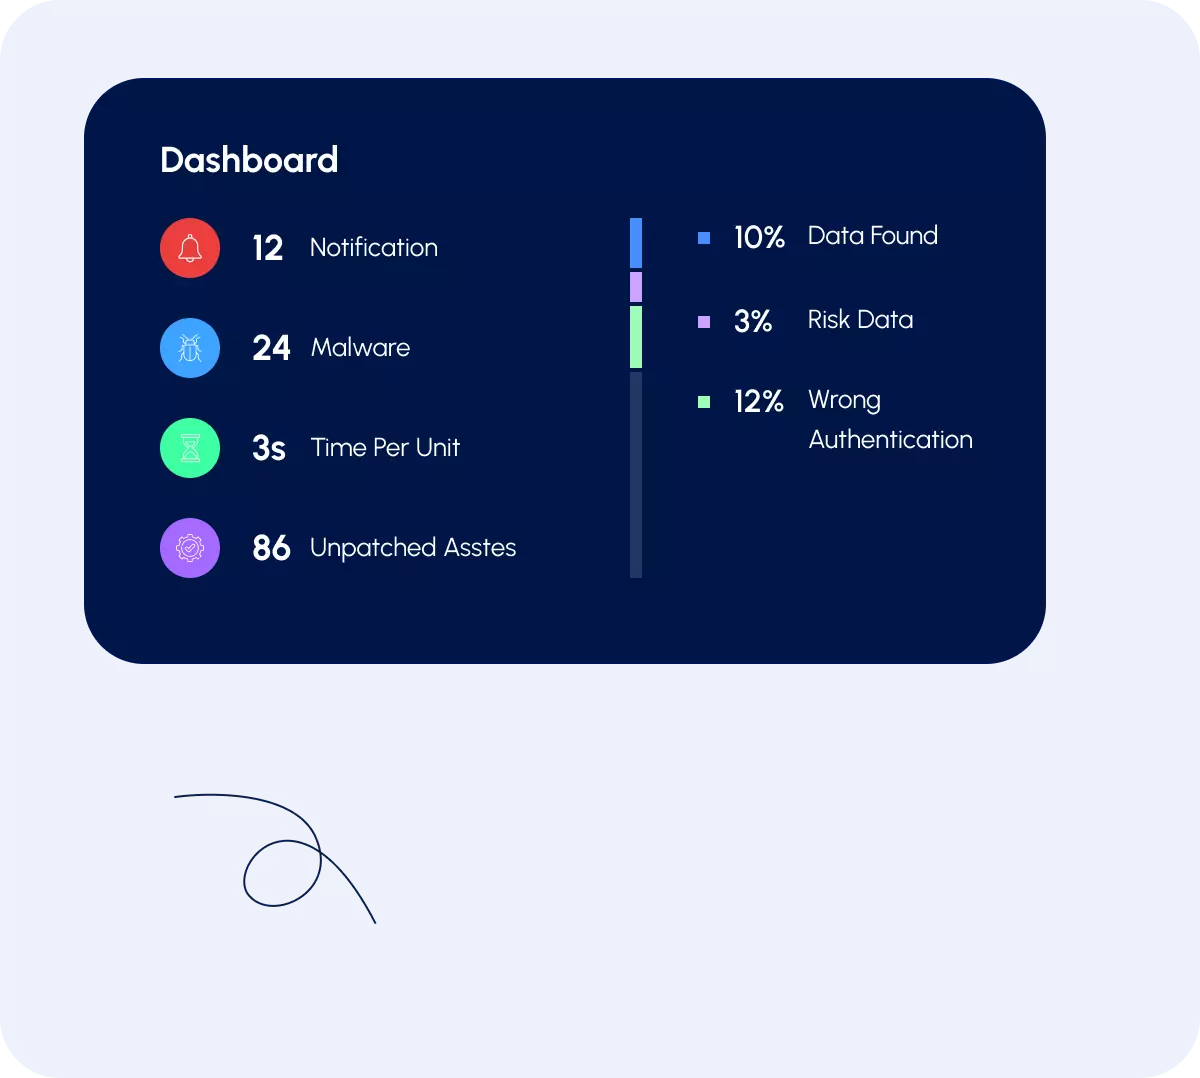 Dashboard
12 Notification
24 Malware
3s Time Per Unit
86 Unpatched Asstes
10% Data Found
3% Risk Data
12% Wrong
Authentication